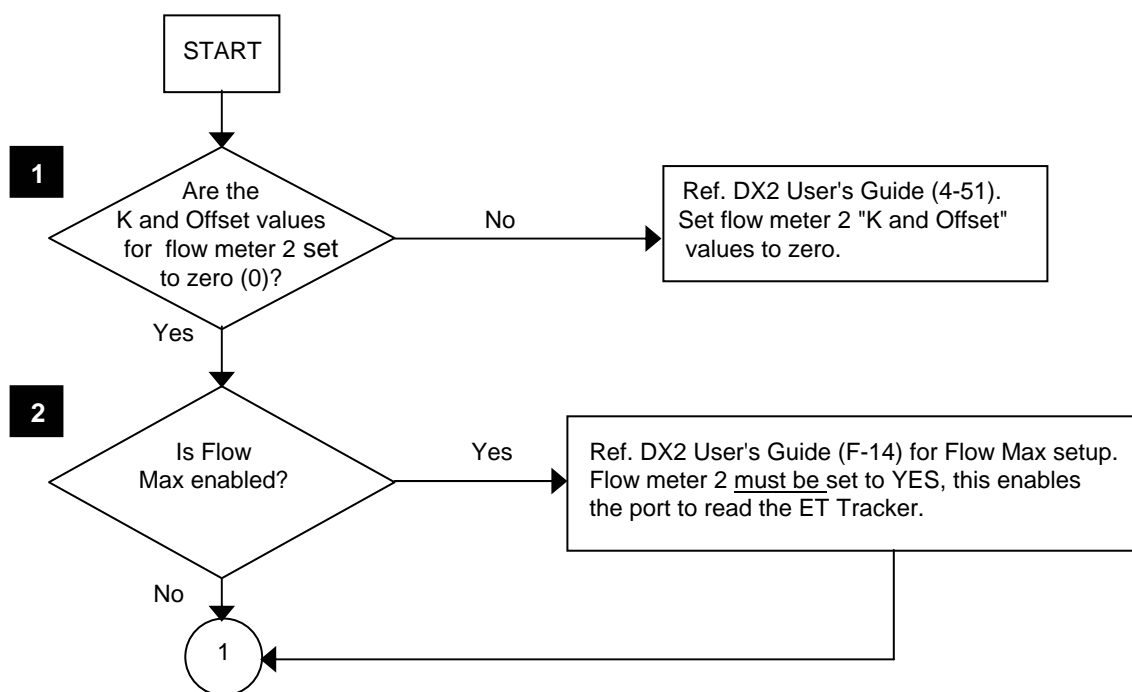 START
1
Are the
K and Offset values
for flow meter 2 set
to zero (0)?
No
Ref. DX2 User's Guide (4-51).
Set flow meter 2 "K and Offset"
values to zero.
Yes
2
Is Flow
Max enabled?
Yes
Ref. DX2 User's Guide (F-14) for Flow Max setup.
Flow meter 2 must be set to YES, this enables
the port to read the ET Tracker.
No
1